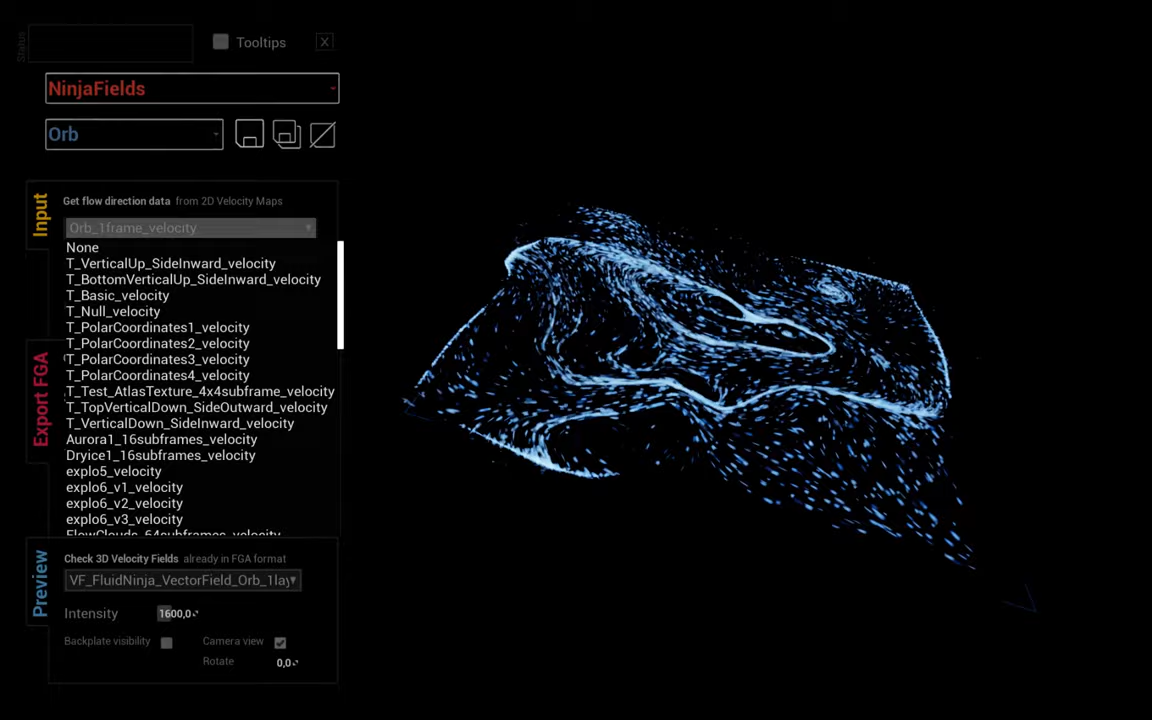 Status
Tooltips
X
NinjaFields
Orb
Input
Get flow direction data from 2D Velocity Maps
Orb_1frame_velocity
None
T_VerticalUp_SideInward_velocity
T_BottomVerticalUp_SideInward_velocity
T_Basic_velocity
T_Null_velocity
T_PolarCoordinates1_velocity
T_PolarCoordinates2_velocity
T_PolarCoordinates3_velocity
T_PolarCoordinates4_velocity
T_Test_AtlasTexture_4x4subframe_velocity
T_TopVerticalDown_SideOutward_velocity
T_VerticalDown_SideInward_velocity
Aurora1_16subframes_velocity
Dryice1_16subframes_velocity
explo5_velocity
explo6_v1_velocity
explo6_v2_velocity
explo6_v3_velocity
FlowClouds_64subframes_velocity
Export FGA
Preview
Check 3D Velocity Fields already in FGA format
VF_FluidNinja_VectorField_Orb_1lay
Intensity 1600,0
Backplate visibility Camera view
Rotate 0,0